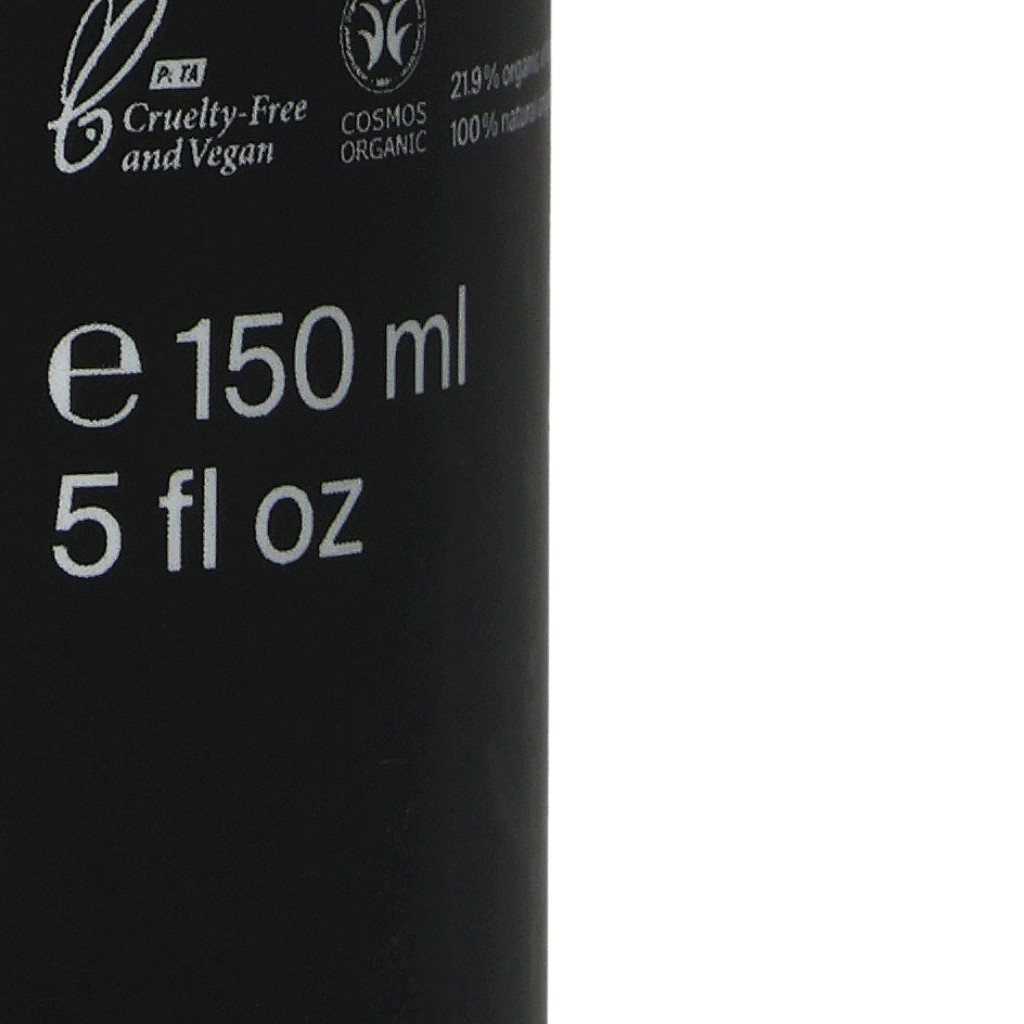 PETA
Cruelty-Free
and Vegan
COSMOS
ORGANIC
21.9% organic
100% natural
℮ 150 ml
5 fl oz